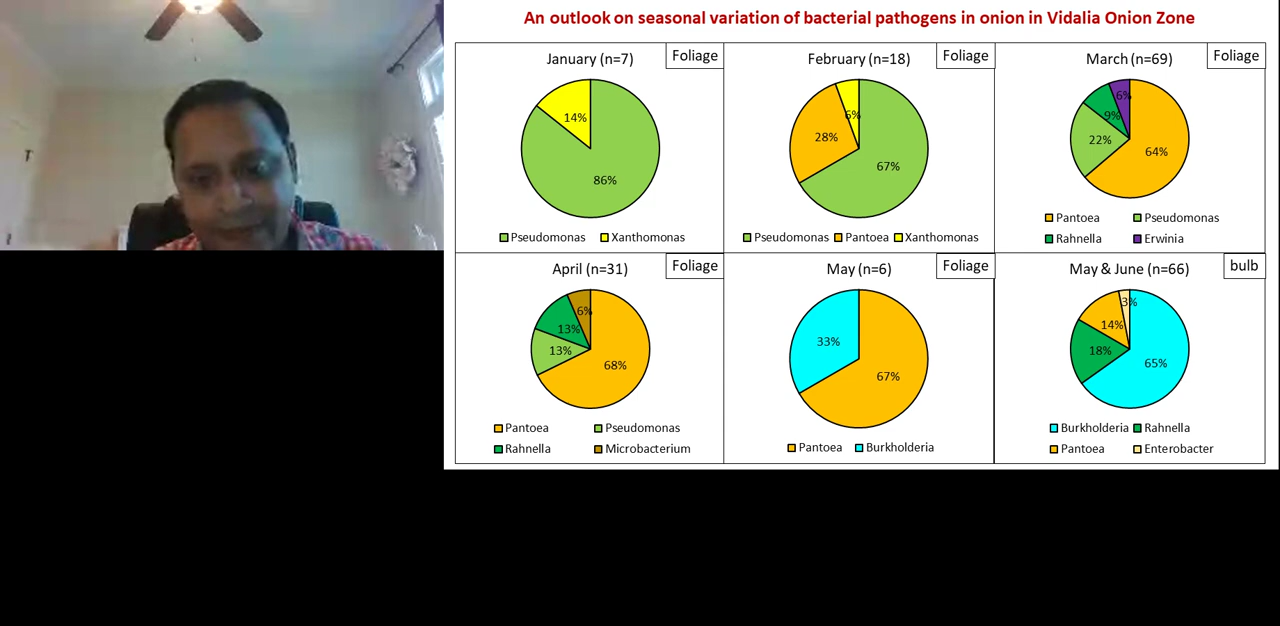 An outlook on seasonal variation of bacterial pathogens in onion in Vidalia Onion Zone
January (n=7)
Foliage
14%
86%
Pseudomonas Xanthomonas
February (n=18)
Foliage
6%
28%
67%
Pseudomonas Pantoea Xanthomonas
March (n=69)
Foliage
6%
9%
22%
64%
Pantoea Pseudomonas
Rahnella Erwinia
April (n=31)
Foliage
6%
13%
13%
68%
Pantoea Pseudomonas
Rahnella Microbacterium
May (n=6)
Foliage
33%
67%
Pantoea Burkholderia
May & June (n=66)
bulb
3%
14%
18%
65%
Burkholderia Rahnella
Pantoea Enterobacter